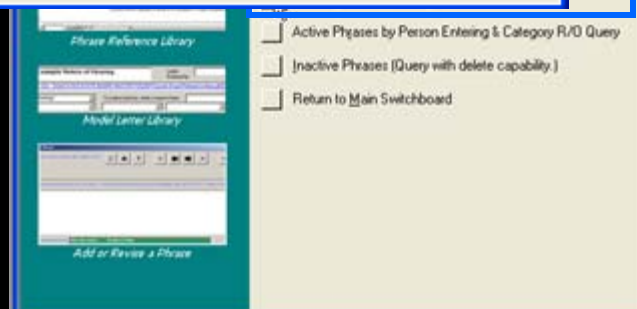 Phrase Reference Library
Active Phrases by Person Entering & Category R/O Query
Inactive Phrases (Query with delete capability.)
Return to Main Switchboard
Model Letter Library
Add or Revise a Phrase